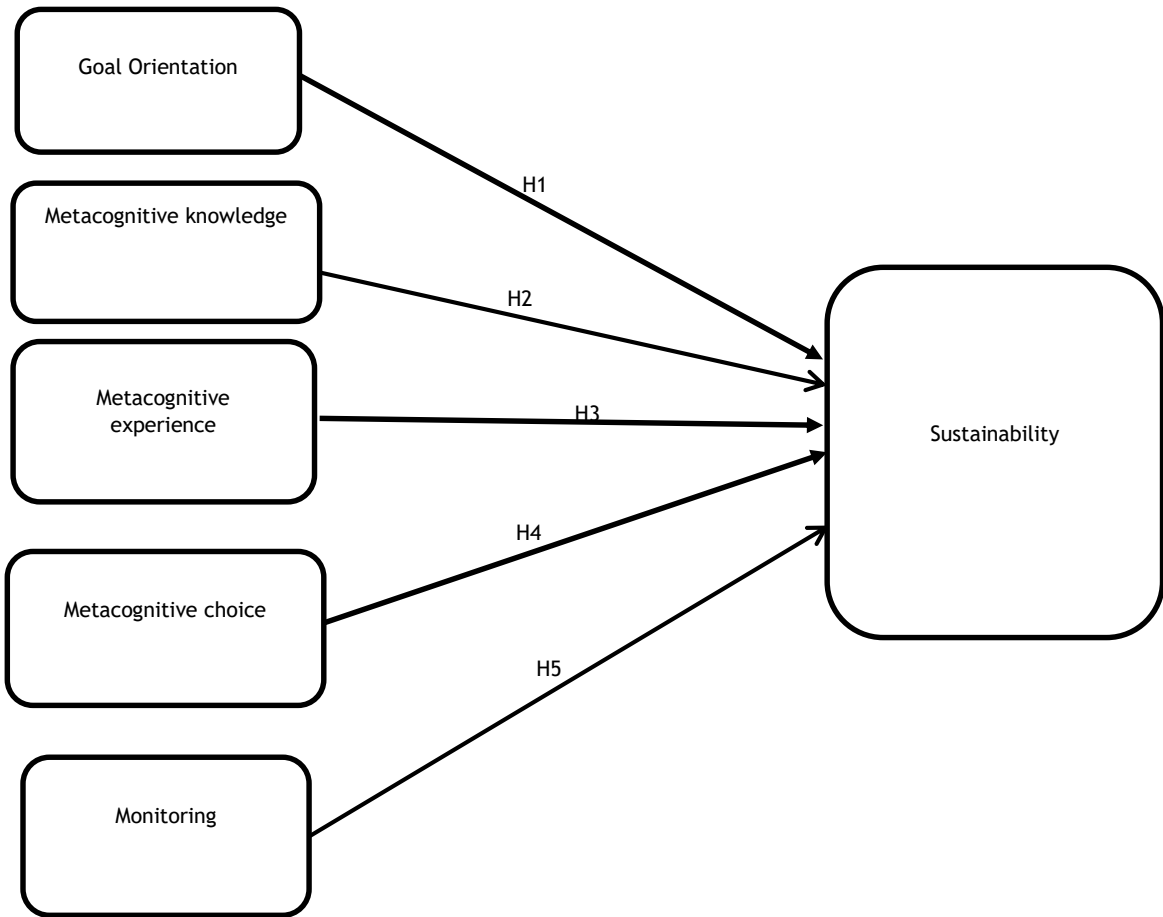 Goal Orientation
H1
Metacognitive knowledge
H2
Metacognitive
experience
H3
Sustainability
H4
Metacognitive choice
H5
Monitoring